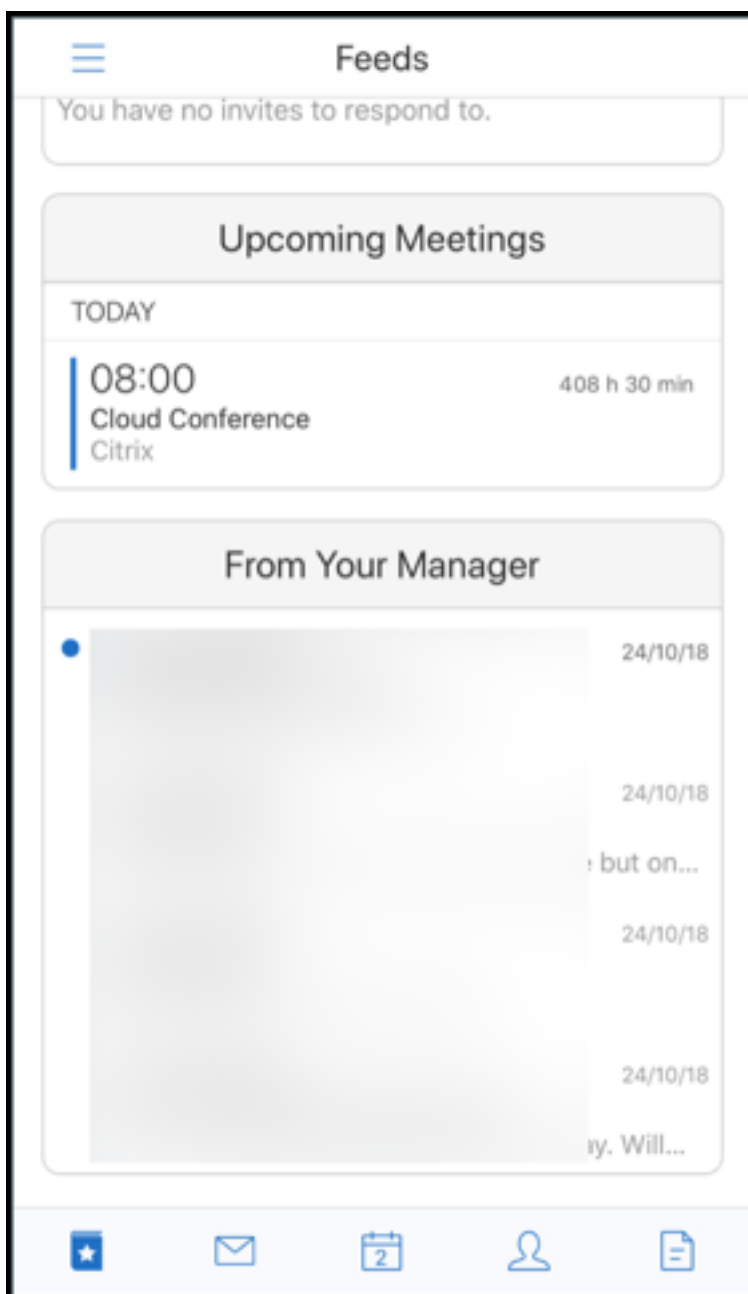 Feeds
You have no invites to respond to.
Upcoming Meetings
TODAY
08:00
408 h 30 min
Cloud Conference
Citrix
From Your Manager
24/10/18
24/10/18
but on...
24/10/18
24/10/18
Will...
2